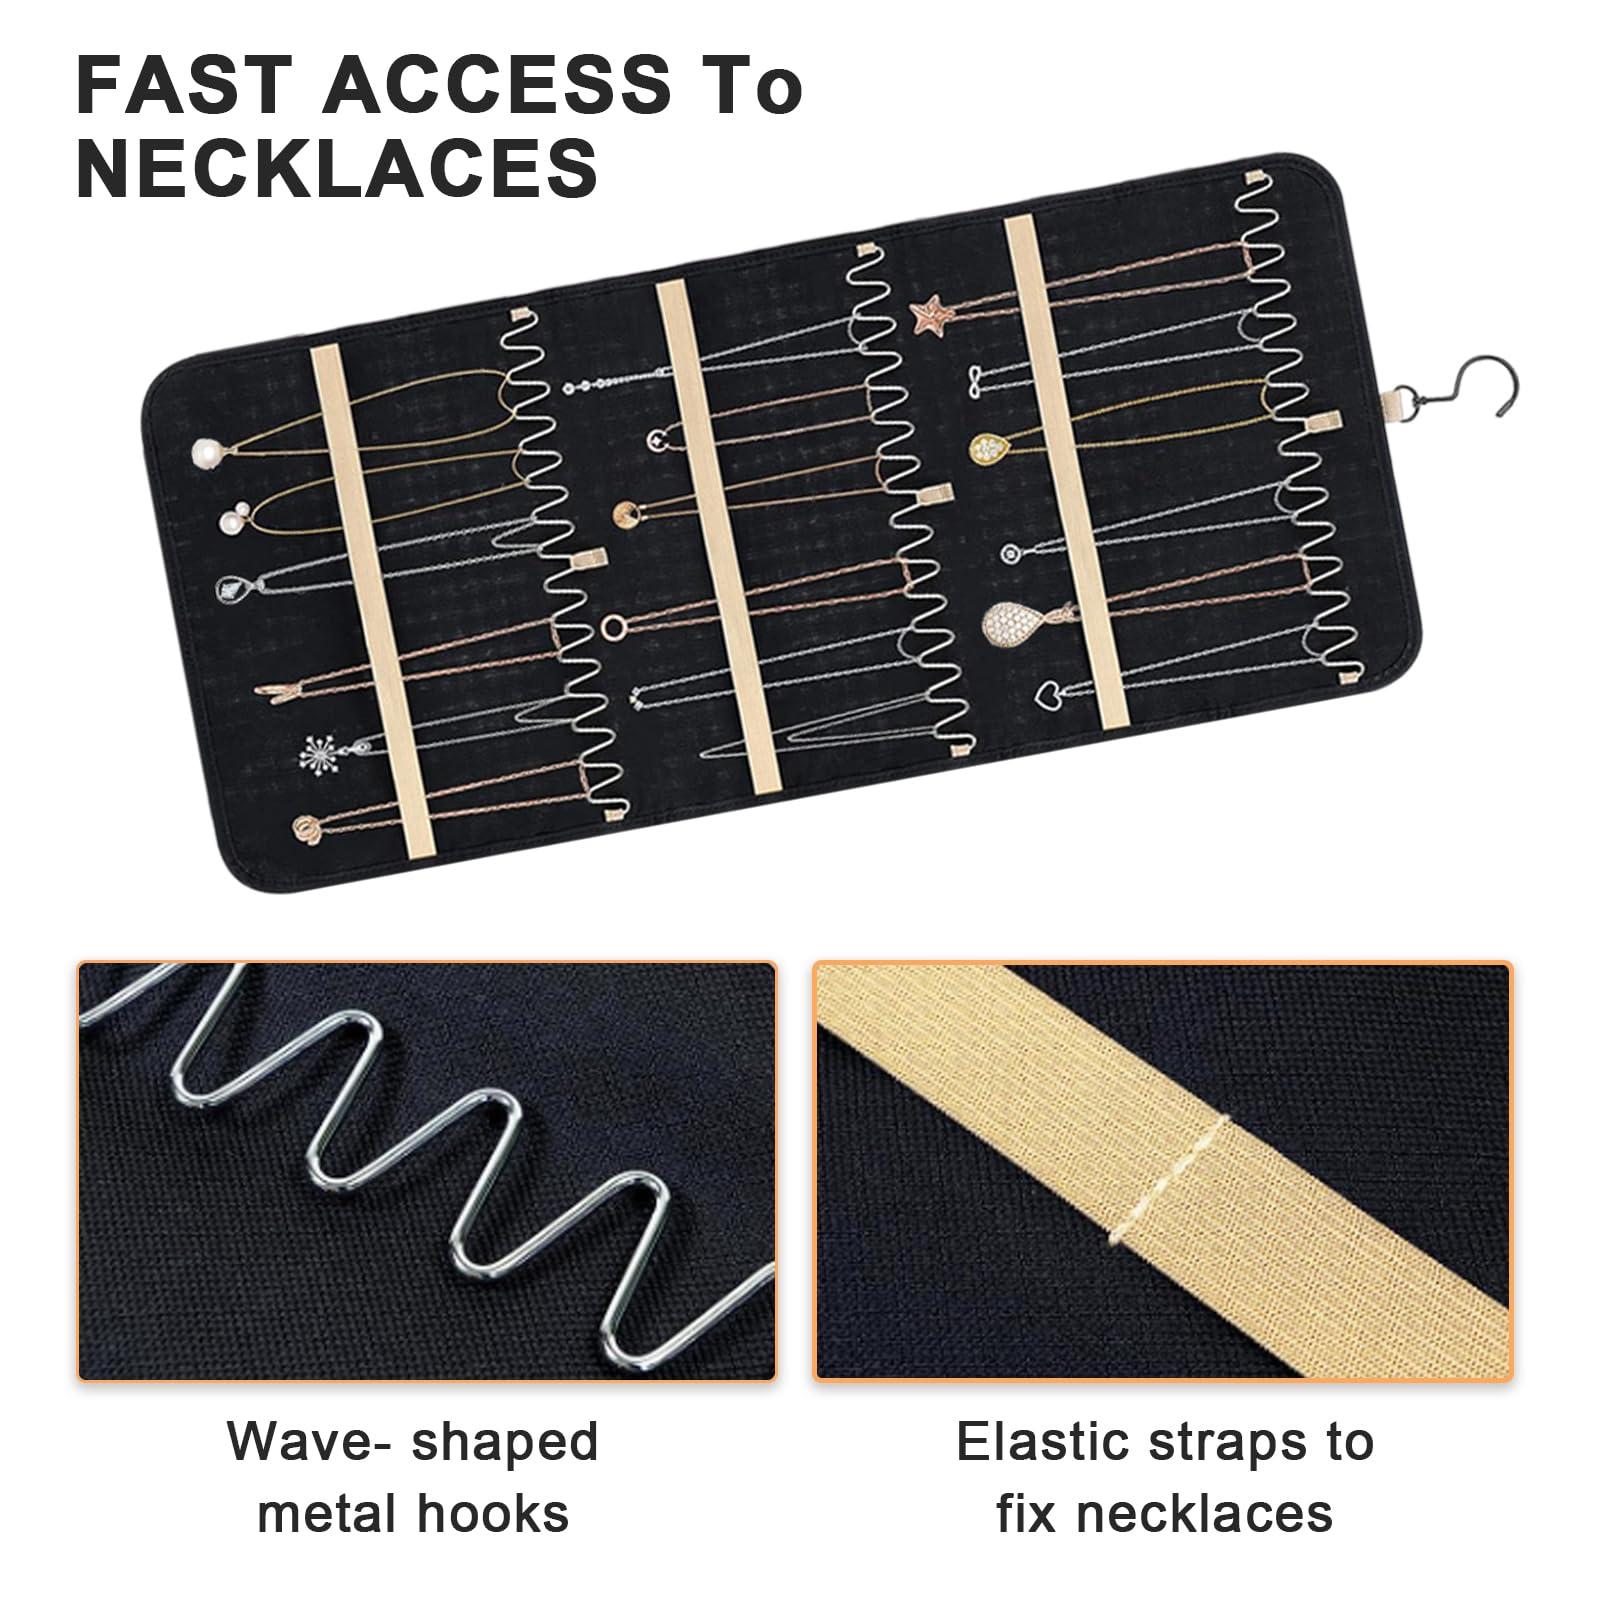 FAST ACCESS To
NECKLACES
Wave- shaped
metal hooks
Elastic straps to
fix necklaces